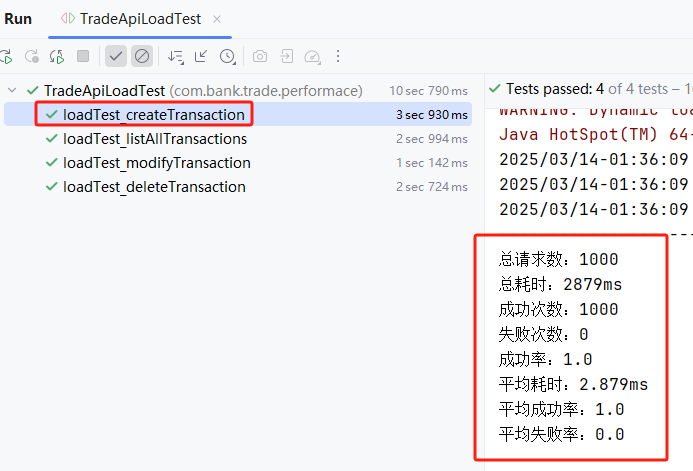 Run
TradeApiLoadTest
TradeApiLoadTest (com.bank.trade.performace) 10 sec 790 ms
loadTest_createTransaction 3 sec 930 ms
loadTest_listAllTransactions 2 sec 994 ms
loadTest_modifyTransaction 1 sec 142 ms
loadTest_deleteTransaction 2 sec 724 ms
Tests passed: 4 of 4 tests – 10
WARNING: Dynamic loa
Java HotSpot(TM) 64-
2025/03/14-01:36:09
2025/03/14-01:36:09
2025/03/14-01:36:09
总请求数：1000
总耗时：2879ms
成功次数：1000
失败次数：0
成功率：1.0
平均耗时：2.879ms
平均成功率：1.0
平均失败率：0.0